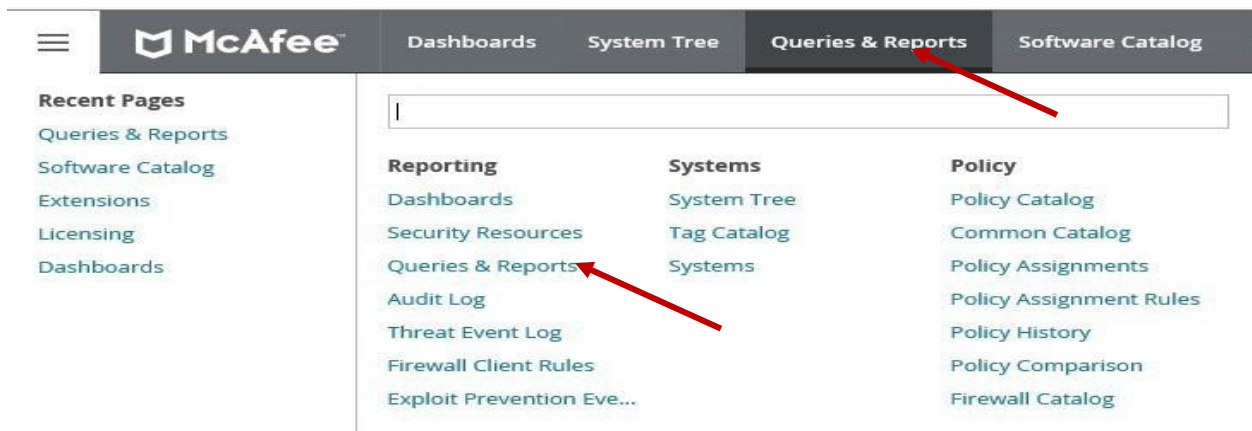 McAfee™
Dashboards
System Tree
Queries & Reports
Software Catalog
Recent Pages
Queries & Reports
Software Catalog
Extensions
Licensing
Dashboards
Reporting
Dashboards
Security Resources
Queries & Reports
Audit Log
Threat Event Log
Firewall Client Rules
Exploit Prevention Eve...
Systems
System Tree
Tag Catalog
Systems
Policy
Policy Catalog
Common Catalog
Policy Assignments
Policy Assignment Rules
Policy History
Policy Comparison
Firewall Catalog